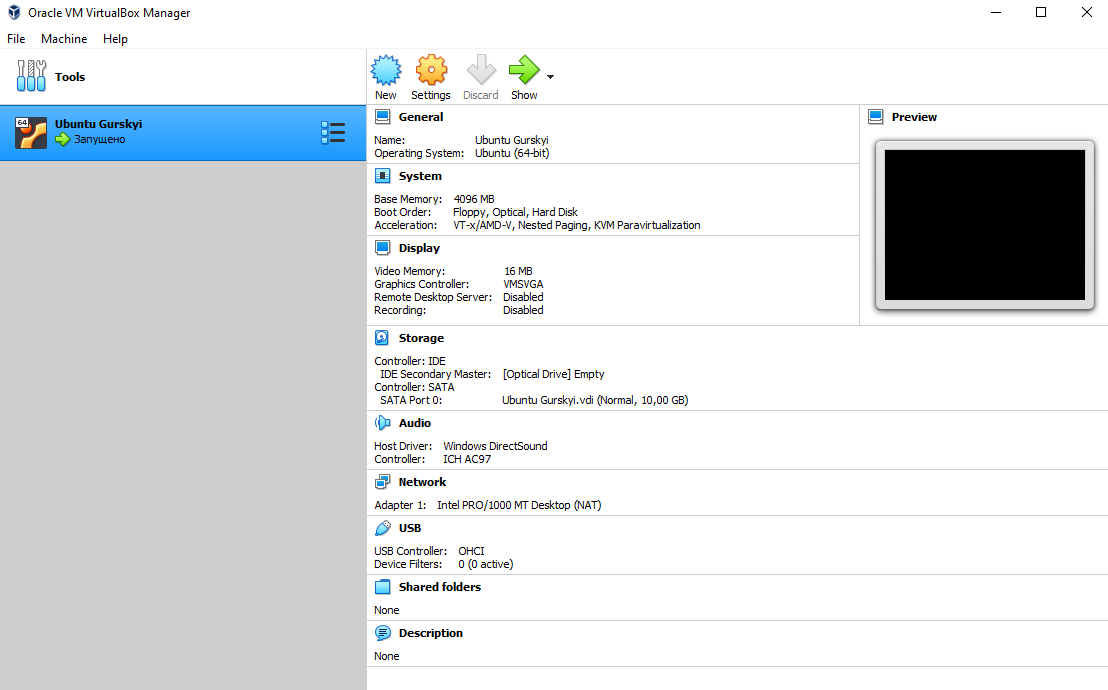 Oracle VM VirtualBox Manager
File Machine Help
Tools
New Settings Discard Show
64
Ubuntu Gurskyi
Запущено
General
Name: Ubuntu Gurskyi
Operating System: Ubuntu (64-bit)
Preview
System
Base Memory: 4096 MB
Boot Order: Floppy, Optical, Hard Disk
Acceleration: VT-x/AMD-V, Nested Paging, KVM Paravirtualization
Display
Video Memory: 16 MB
Graphics Controller: VMSVGA
Remote Desktop Server: Disabled
Recording: Disabled
Storage
Controller: IDE
IDE Secondary Master: [Optical Drive] Empty
Controller: SATA
SATA Port 0: Ubuntu Gurskyi.vdi (Normal, 10,00 GB)
Audio
Host Driver: Windows DirectSound
Controller: ICH AC97
Network
Adapter 1: Intel PRO/1000 MT Desktop (NAT)
USB
USB Controller: OHCI
Device Filters: 0 (0 active)
Shared folders
None
Description
None